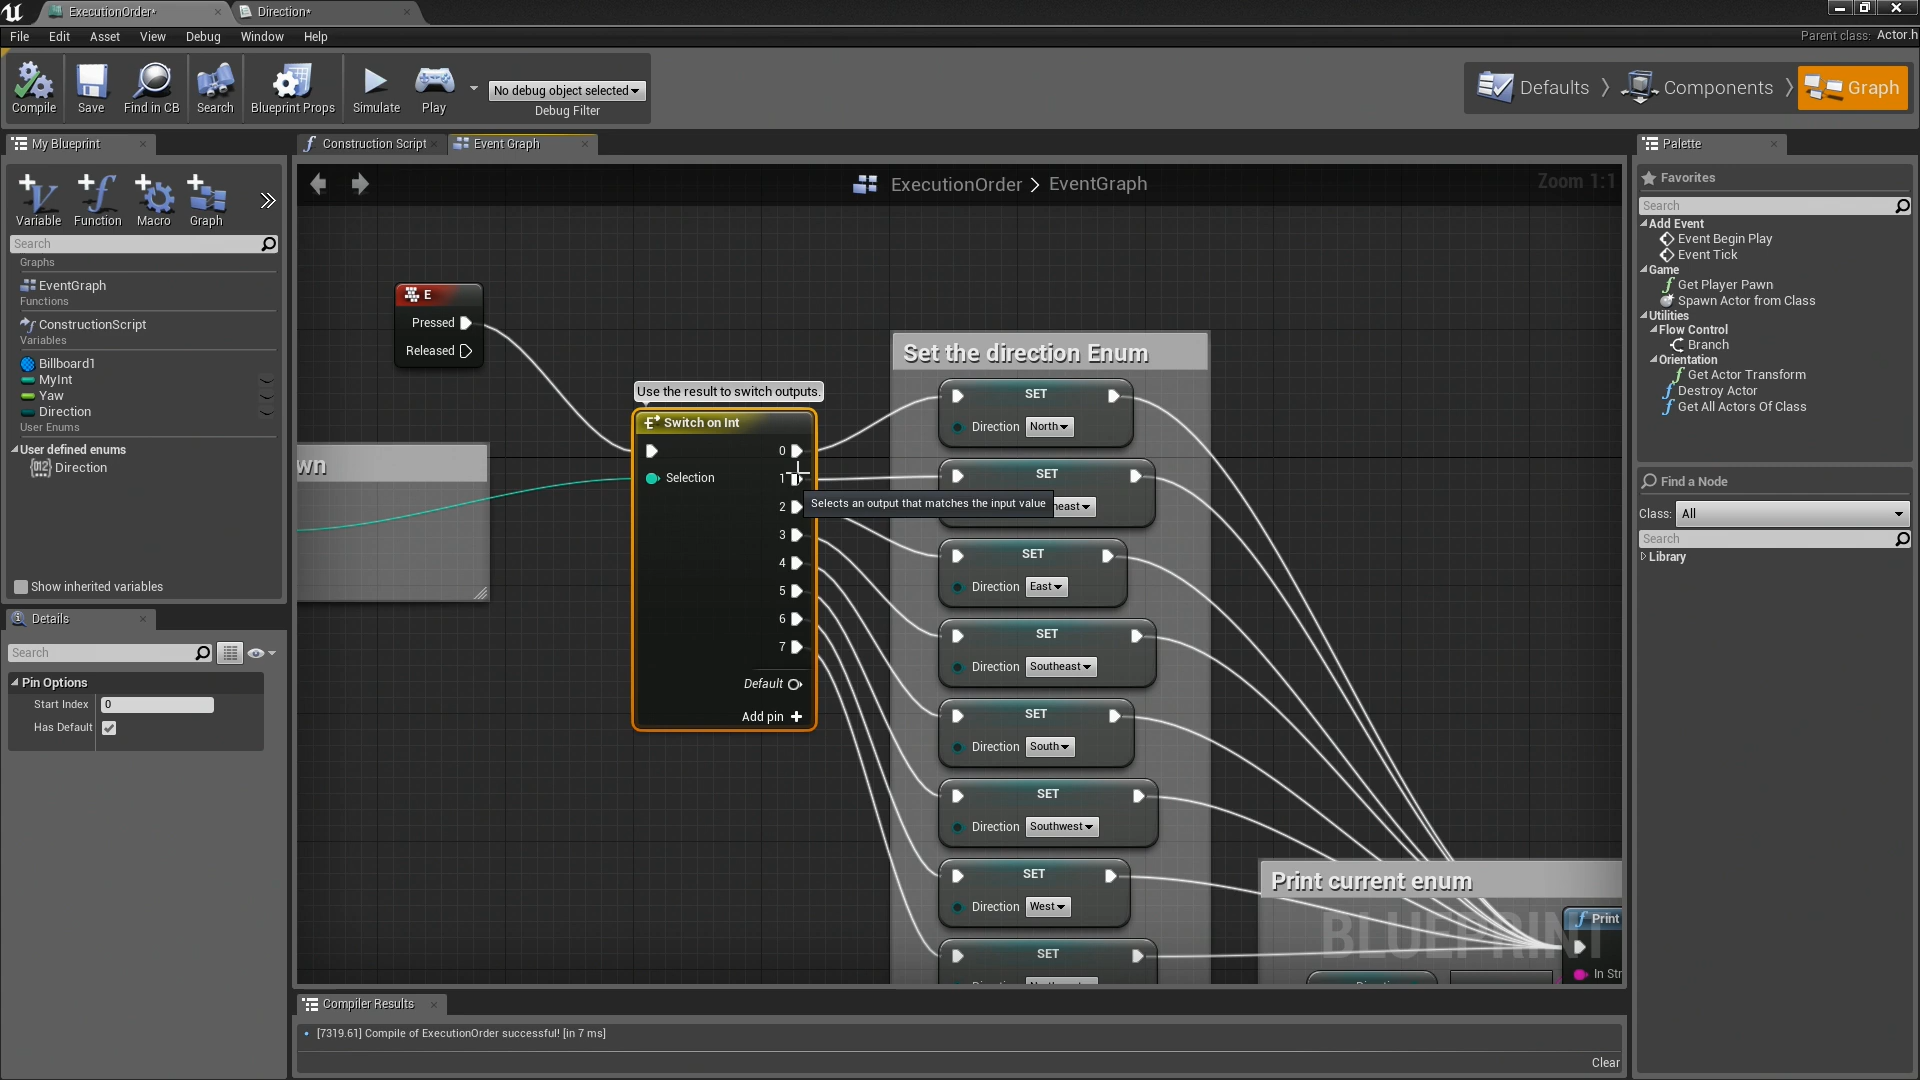 ExecutionOrder*
Direction*
File
Edit
Asset
View
Debug
Window
Help
Parent class: Actor.h
Compile
Save
Find in CB
Search
Blueprint Props
Simulate
Play
No debug object selected
Debug Filter
Defaults
Components
Graph
My Blueprint
Variable
Function
Macro
Graph
Search
Graphs
EventGraph
Functions
ConstructionScript
Variables
Billboard1
MyInt
Yaw
Direction
User Enums
User defined enums
Direction
Show inherited variables
Details
Search
Pin Options
Start Index
0
Has Default
Construction Script
Event Graph
ExecutionOrder > EventGraph
Zoom 1:1
E
Pressed
Released
wn
Use the result to switch outputs.
Switch on Int
Selection
0
1
2
3
4
5
6
7
Default
Add pin
Selects an output that matches the input value
Set the direction Enum
SET
Direction North
SET
heast
SET
Direction East
SET
Direction Southeast
SET
Direction South
SET
Direction Southwest
SET
Direction West
SET
Print current enum
BLUEPRINT
Print
In Str
Compiler Results
[7319.61] Compile of ExecutionOrder successful! [in 7 ms]
Clear
Palette
Favorites
Search
Add Event
Event Begin Play
Event Tick
Game
Get Player Pawn
Spawn Actor from Class
Utilities
Flow Control
Branch
Orientation
Get Actor Transform
Destroy Actor
Get All Actors Of Class
Find a Node
Class: All
Search
Library